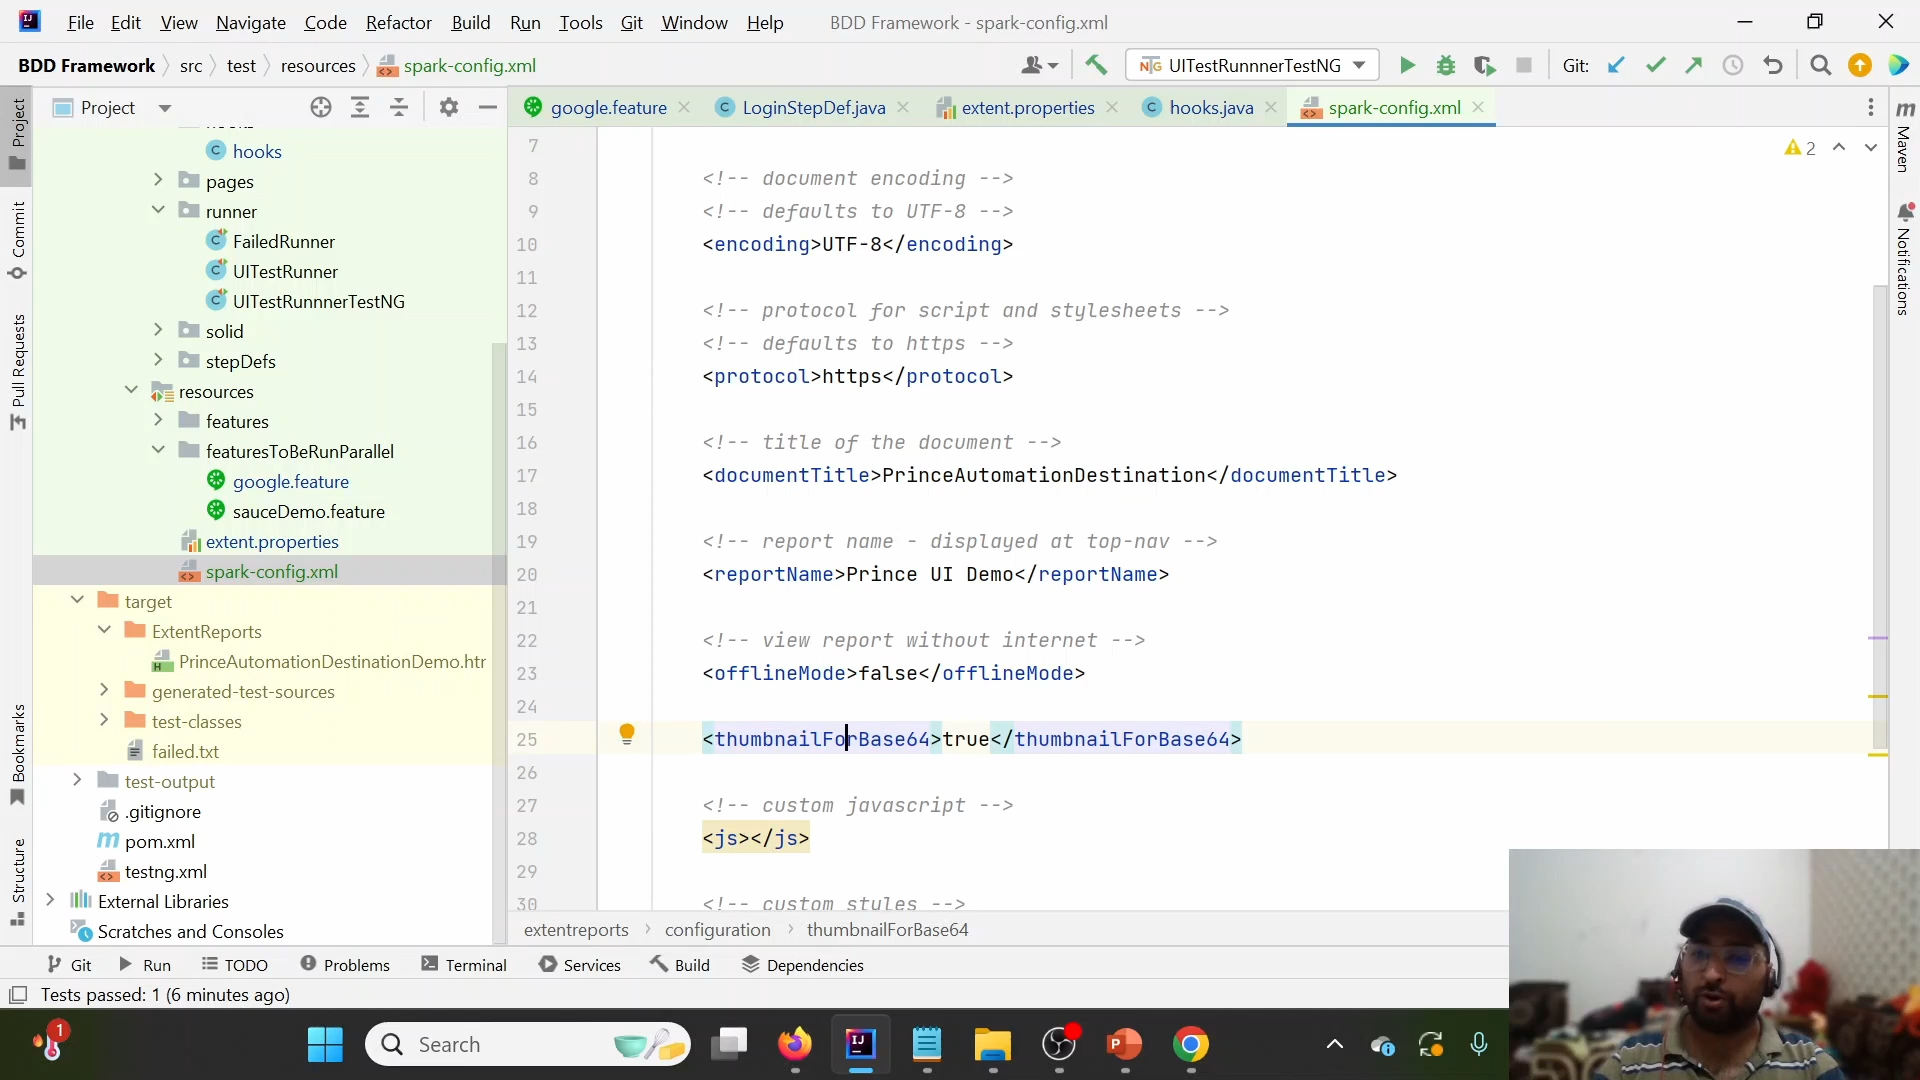 File Edit View Navigate Code Refactor Build Run Tools Git Window Help BDD Framework - spark-config.xml
BDD Framework src test resources spark-config.xml UITestRunnnerTestNG Git:
Project google.feature LoginStepDef.java extent.properties hooks.java spark-config.xml
hooks
pages
runner
FailedRunner
UITestRunner
UITestRunnnerTestNG
solid
stepDefs
resources
features
featuresToBeRunParallel
google.feature
sauceDemo.feature
extent.properties
spark-config.xml
target
ExtentReports
PrinceAutomationDestinationDemo.htr
generated-test-sources
test-classes
failed.txt
test-output
.gitignore
pom.xml
testng.xml
External Libraries
Scratches and Consoles
Project
Commit
Pull Requests
Bookmarks
Structure
7
8 <!-- document encoding -->
9 <!-- defaults to UTF-8 -->
10 <encoding>UTF-8</encoding>
11
12 <!-- protocol for script and stylesheets -->
13 <!-- defaults to https -->
14 <protocol>https</protocol>
15
16 <!-- title of the document -->
17 <documentTitle>PrinceAutomationDestination</documentTitle>
18
19 <!-- report name - displayed at top-nav -->
20 <reportName>Prince UI Demo</reportName>
21
22 <!-- view report without internet -->
23 <offlineMode>false</offlineMode>
24
25 <thumbnailForBase64>true</thumbnailForBase64>
26
27 <!-- custom javascript -->
28 <js></js>
29
30 <!-- custom styles -->
2
Maven
Notifications
extentreports configuration thumbnailForBase64
Git Run TODO Problems Terminal Services Build Dependencies
Tests passed: 1 (6 minutes ago)
1 Search